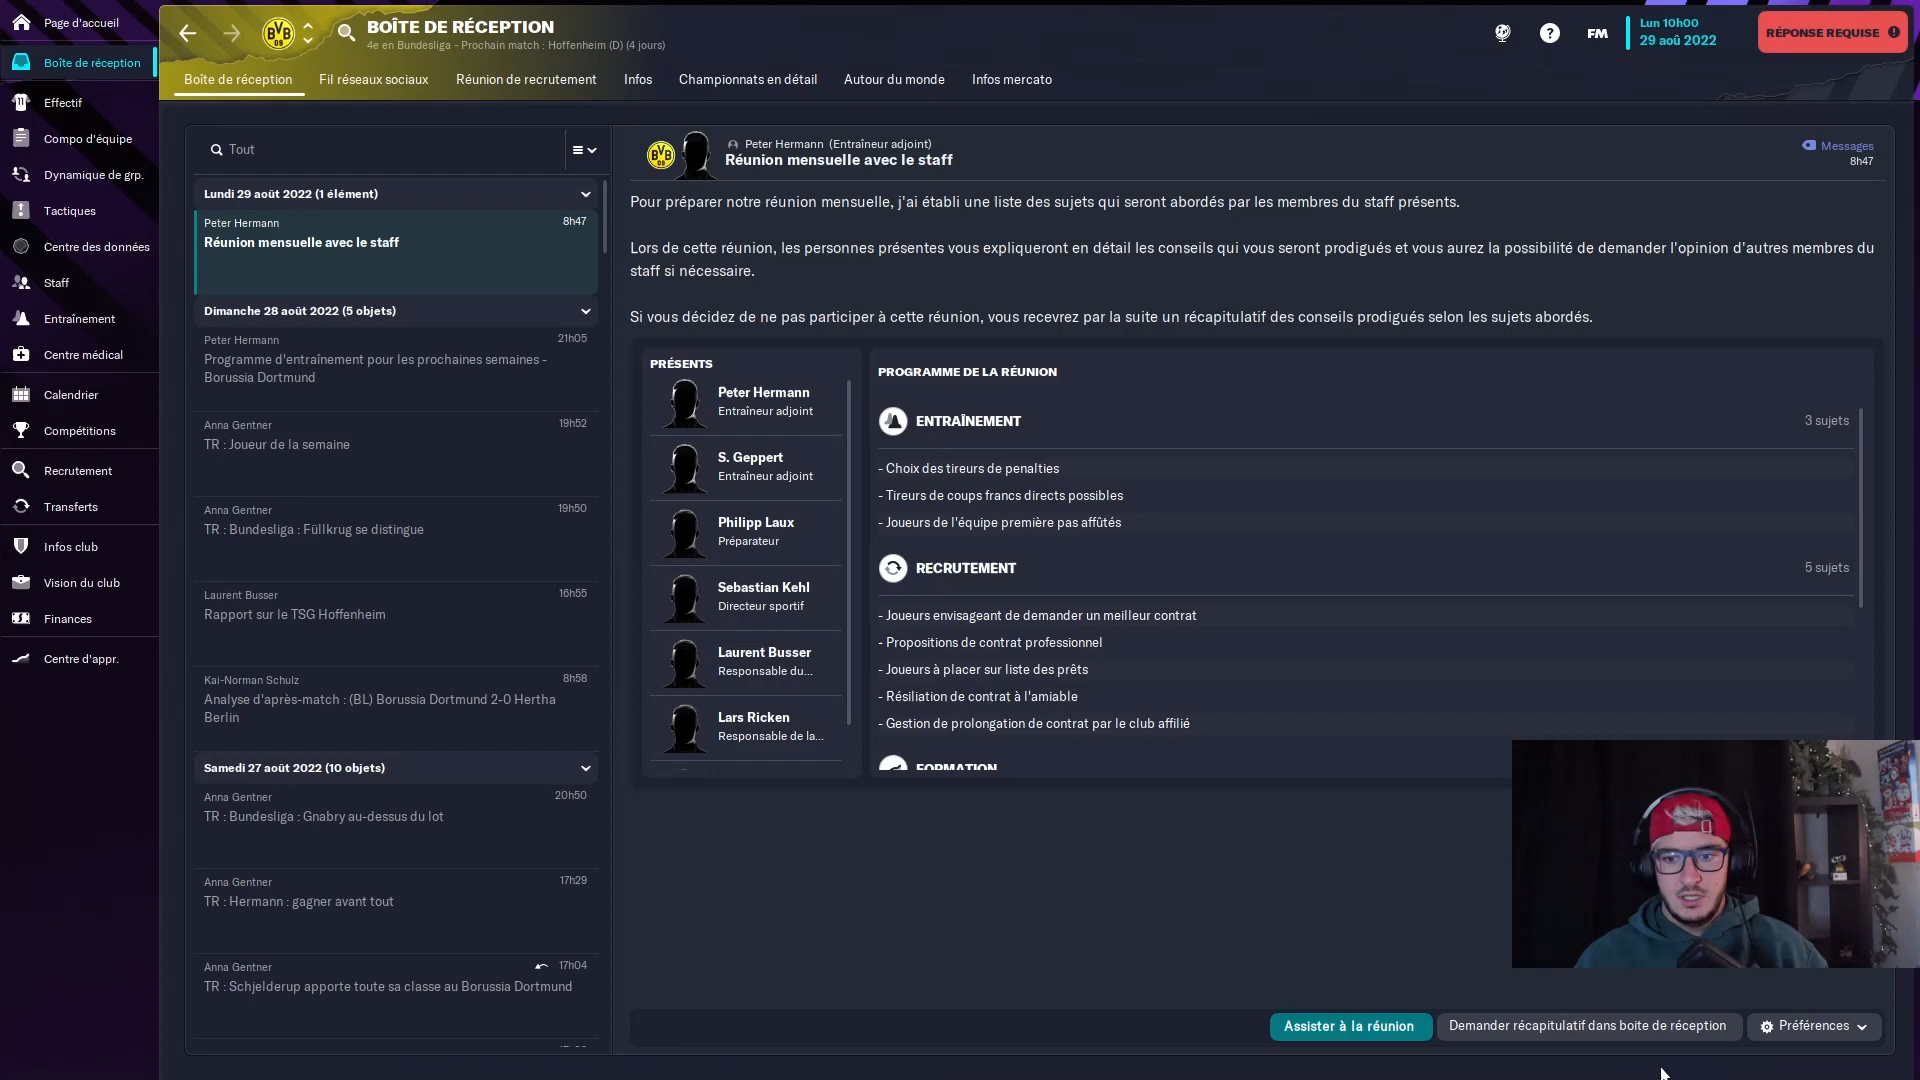 Page d'accueil
Boîte de réception
Effectif
Compo d'équipe
Dynamique de grp.
Tactiques
Centre des données
Staff
Entraînement
Centre médical
Calendrier
Compétitions
Recrutement
Transferts
Infos club
Vision du club
Finances
Centre d'appr.
BVB
09
BOÎTE DE RÉCEPTION
4e en Bundesliga - Prochain match : Hoffenheim (D) (4 jours)
?
FM
Lun 10h00
29 aoû 2022
RÉPONSE REQUISE
Boîte de réception
Fil réseaux sociaux
Réunion de recrutement
Infos
Championnats en détail
Autour du monde
Infos mercato
Tout
Lundi 29 août 2022 (1 élément)
Peter Hermann 8h47
Réunion mensuelle avec le staff
Dimanche 28 août 2022 (5 objets)
Peter Hermann 21h05
Programme d'entraînement pour les prochaines semaines -
Borussia Dortmund
Anna Gentner 19h52
TR : Joueur de la semaine
Anna Gentner 19h50
TR : Bundesliga : Füllkrug se distingue
Laurent Busser 16h55
Rapport sur le TSG Hoffenheim
Kai-Norman Schulz 8h58
Analyse d'après-match : (BL) Borussia Dortmund 2-0 Hertha
Berlin
Samedi 27 août 2022 (10 objets)
Anna Gentner 20h50
TR : Bundesliga : Gnabry au-dessus du lot
Anna Gentner 17h29
TR : Hermann : gagner avant tout
Anna Gentner 17h04
TR : Schjelderup apporte toute sa classe au Borussia Dortmund
BVB
09
Peter Hermann (Entraîneur adjoint)
Réunion mensuelle avec le staff
Messages
8h47
Pour préparer notre réunion mensuelle, j'ai établi une liste des sujets qui seront abordés par les membres du staff présents.
Lors de cette réunion, les personnes présentes vous expliqueront en détail les conseils qui vous seront prodigués et vous aurez la possibilité de demander l'opinion d'autres membres du
staff si nécessaire.
Si vous décidez de ne pas participer à cette réunion, vous recevrez par la suite un récapitulatif des conseils prodigués selon les sujets abordés.
PRÉSENTS
Peter Hermann
Entraîneur adjoint
S. Geppert
Entraîneur adjoint
Philipp Laux
Préparateur
Sebastian Kehl
Directeur sportif
Laurent Busser
Responsable du...
Lars Ricken
Responsable de la...
PROGRAMME DE LA RÉUNION
ENTRAÎNEMENT 3 sujets
- Choix des tireurs de penalties
- Tireurs de coups francs directs possibles
- Joueurs de l'équipe première pas affûtés
RECRUTEMENT 5 sujets
- Joueurs envisageant de demander un meilleur contrat
- Propositions de contrat professionnel
- Joueurs à placer sur liste des prêts
- Résiliation de contrat à l'amiable
- Gestion de prolongation de contrat par le club affilié
FORMATION
Assister à la réunion
Demander récapitulatif dans boite de réception
Préférences